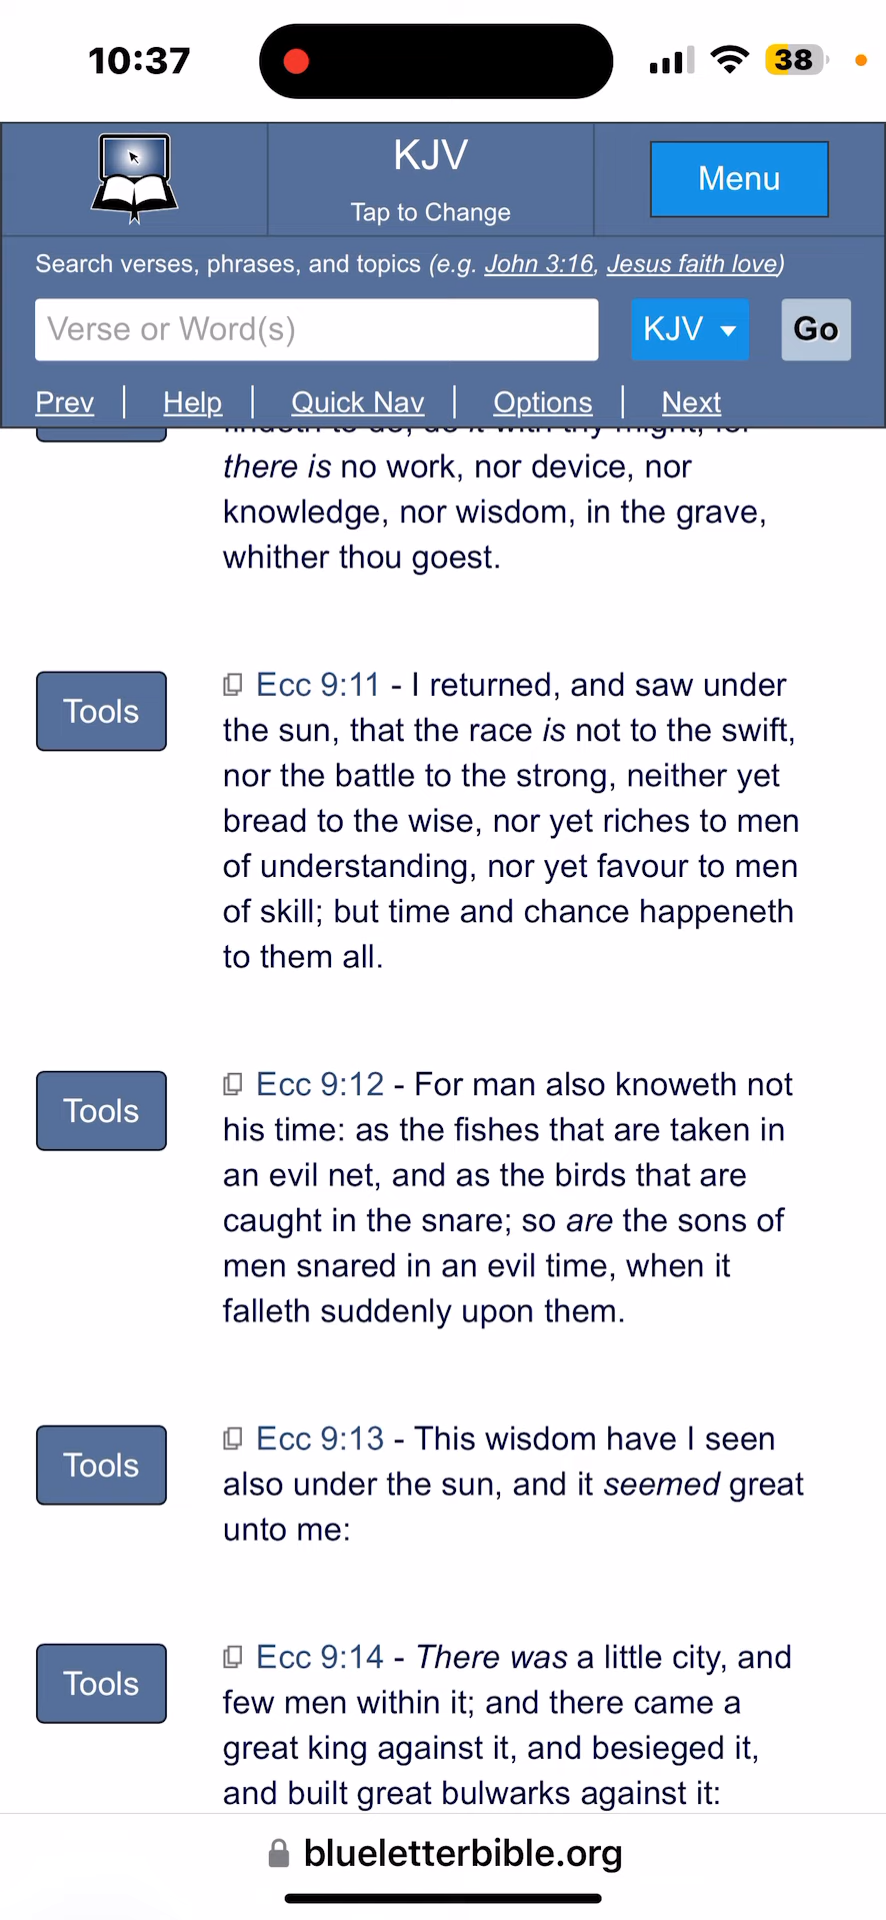 10:37
38
KJV
Tap to Change
Menu
Search verses, phrases, and topics (e.g. John 3:16, Jesus faith love)
Verse or Word(s)
KJV
Go
Prev | Help | Quick Nav | Options | Next
findeth to do, do it with thy might; for
there is no work, nor device, nor
knowledge, nor wisdom, in the grave,
whither thou goest.
Tools
Ecc 9:11 - I returned, and saw under
the sun, that the race is not to the swift,
nor the battle to the strong, neither yet
bread to the wise, nor yet riches to men
of understanding, nor yet favour to men
of skill; but time and chance happeneth
to them all.
Tools
Ecc 9:12 - For man also knoweth not
his time: as the fishes that are taken in
an evil net, and as the birds that are
caught in the snare; so are the sons of
men snared in an evil time, when it
falleth suddenly upon them.
Tools
Ecc 9:13 - This wisdom have I seen
also under the sun, and it seemed great
unto me:
Tools
Ecc 9:14 - There was a little city, and
few men within it; and there came a
great king against it, and besieged it,
and built great bulwarks against it:
blueletterbible.org